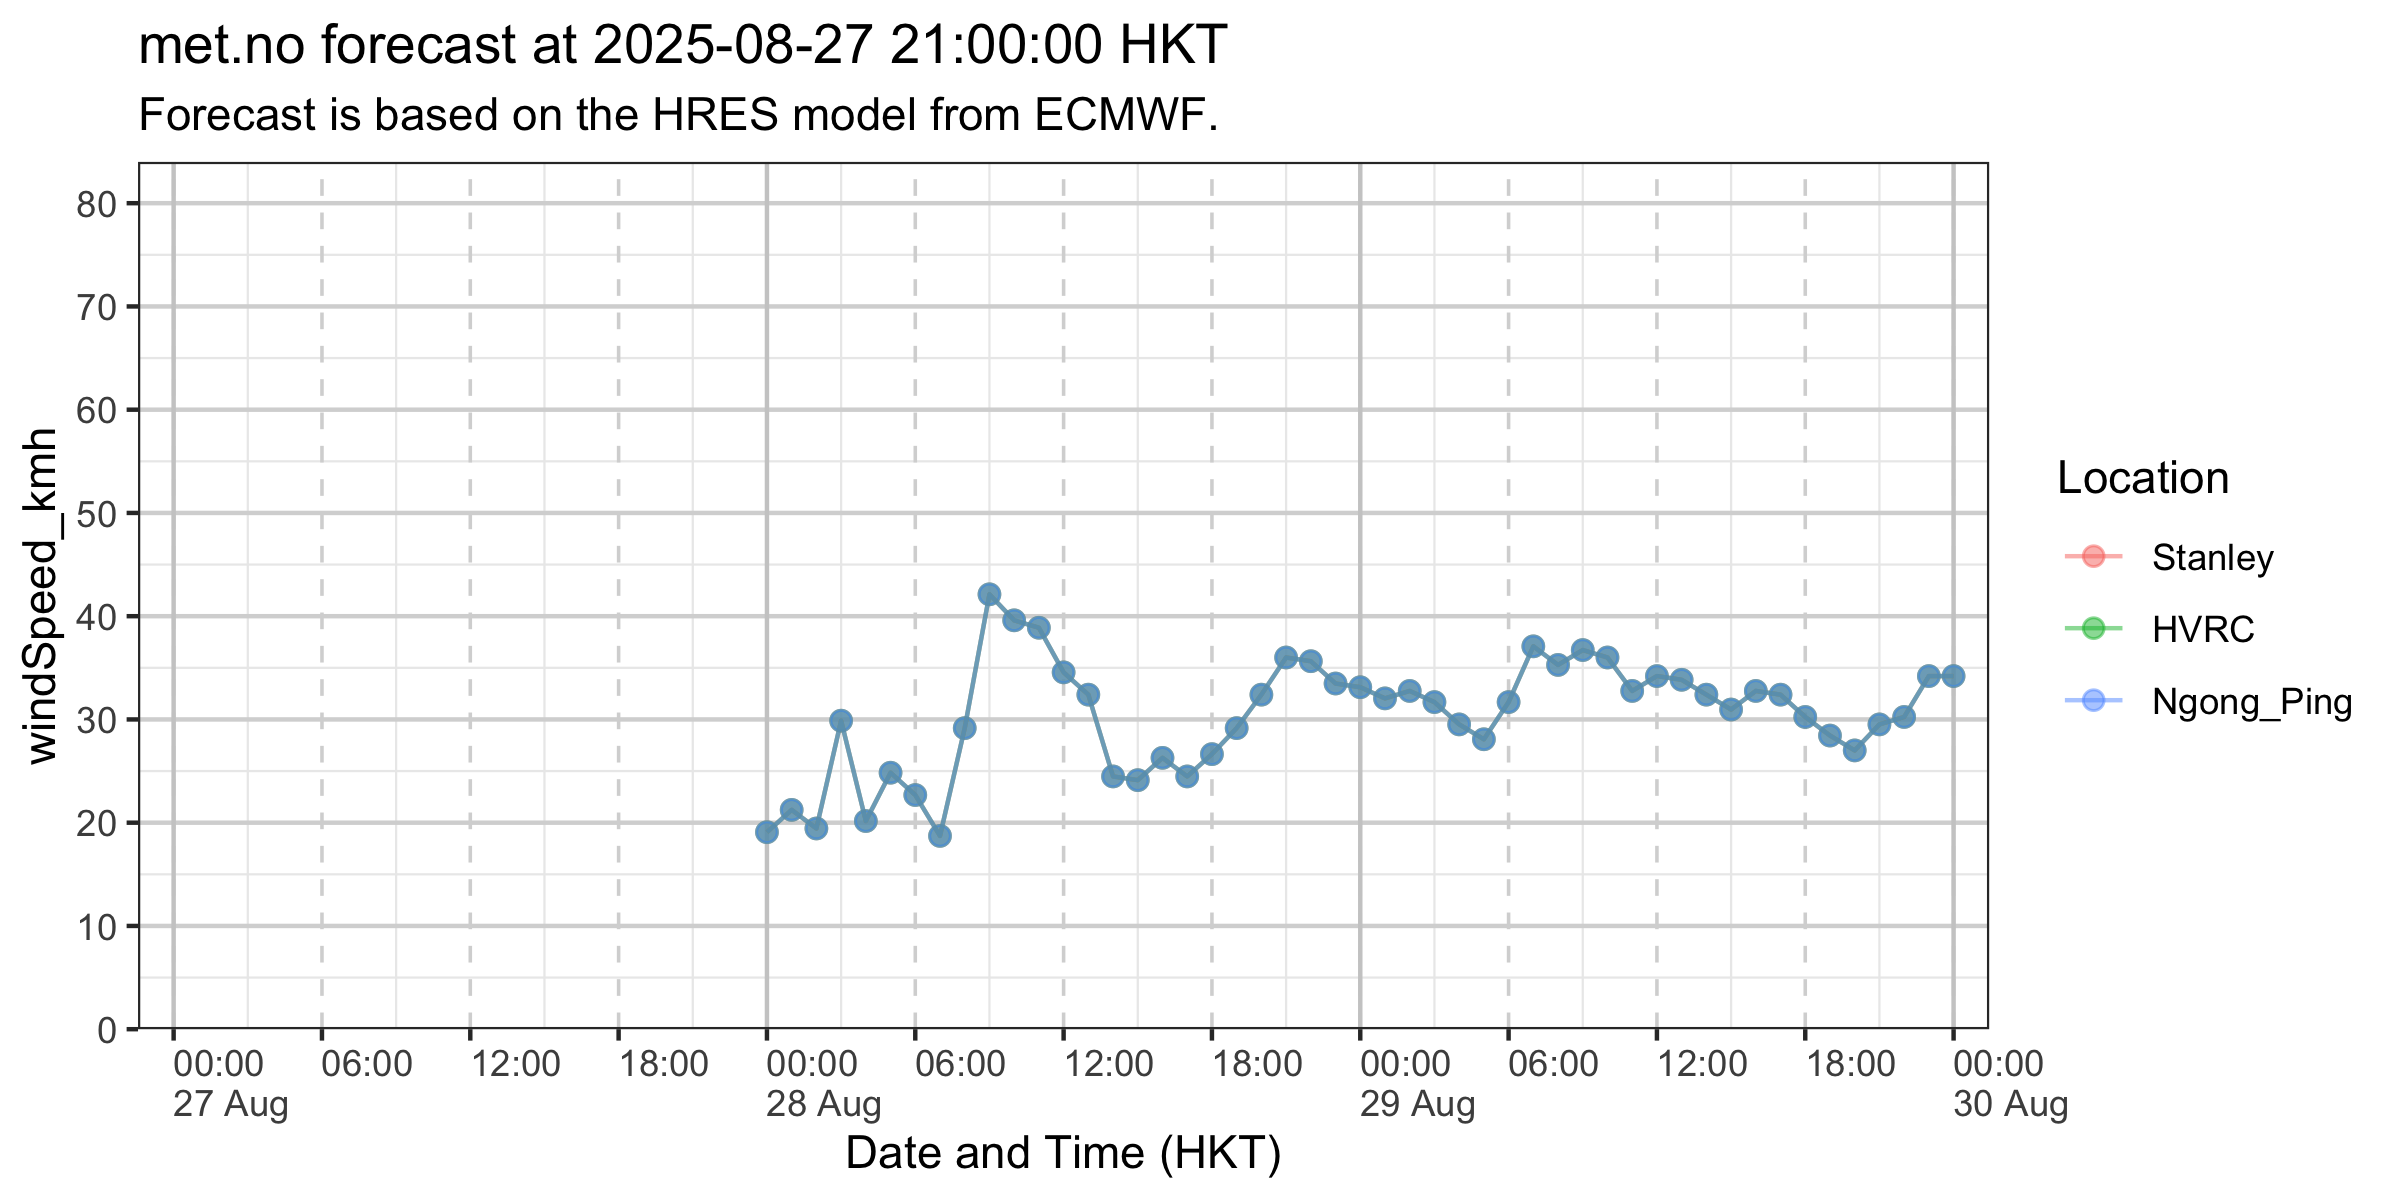 met.no forecast at 2025-08-27 21:00:00 HKT
Forecast is based on the HRES model from ECMWF.
windSpeed_kmh
80
70
60
50
40
30
20
10
0
00:00 06:00 12:00 18:00 00:00 06:00 12:00 18:00 00:00 06:00 12:00 18:00 00:00
27 Aug 28 Aug 29 Aug 30 Aug
Date and Time (HKT)
Location
Stanley
HVRC
Ngong_Ping